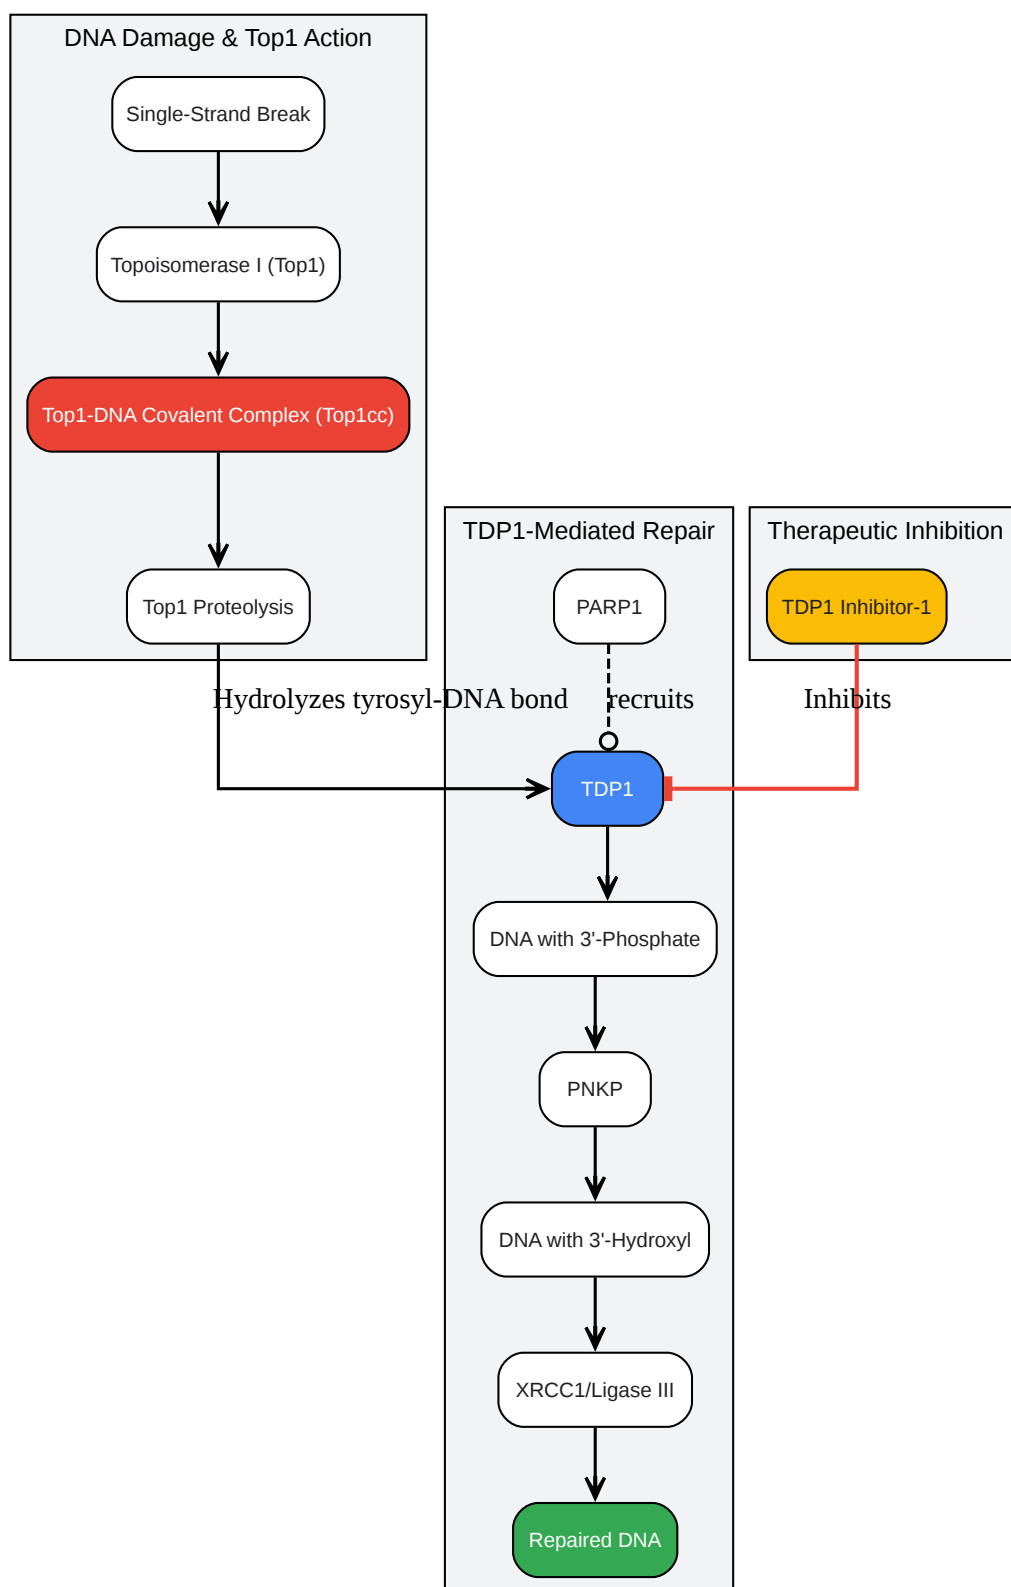 DNA Damage & Top1 Action
Single-Strand Break
Topoisomerase I (Top1)
Top1-DNA Covalent Complex (Top1cc)
Top1 Proteolysis
TDP1-Mediated Repair
PARP1
Therapeutic Inhibition
TDP1 Inhibitor-1
Hydrolyzes tyrosyl-DNA bond
recruits
Inhibits
TDP1
DNA with 3'-Phosphate
PNKP
DNA with 3'-Hydroxyl
XRCC1/Ligase III
Repaired DNA